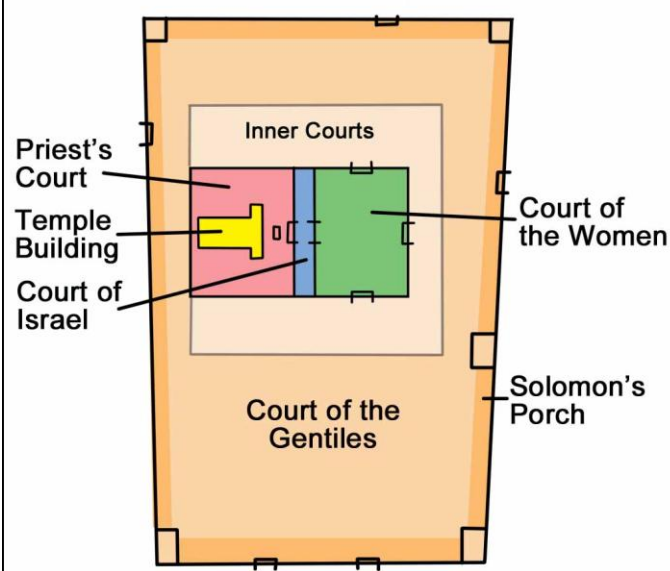 Inner Courts
Priest's
Court
Temple
Building
Court of
Israel
Court of
the Women
Solomon's
Porch
Court of the
Gentiles